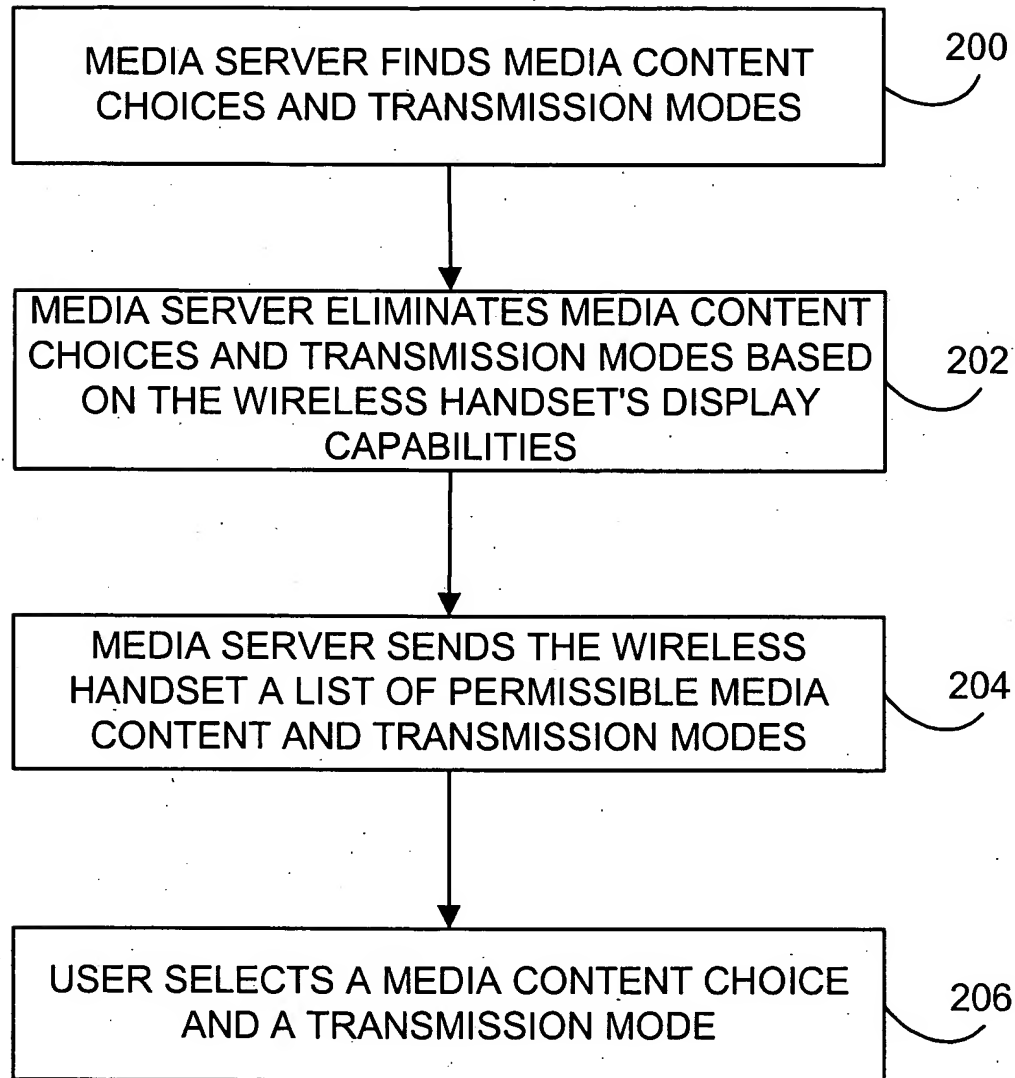 MEDIA SERVER FINDS MEDIA CONTENT
CHOICES AND TRANSMISSION MODES
200
MEDIA SERVER ELIMINATES MEDIA CONTENT
CHOICES AND TRANSMISSION MODES BASED
ON THE WIRELESS HANDSET'S DISPLAY
CAPABILITIES
202
MEDIA SERVER SENDS THE WIRELESS
HANDSET A LIST OF PERMISSIBLE MEDIA
CONTENT AND TRANSMISSION MODES
204
USER SELECTS A MEDIA CONTENT CHOICE
AND A TRANSMISSION MODE
206